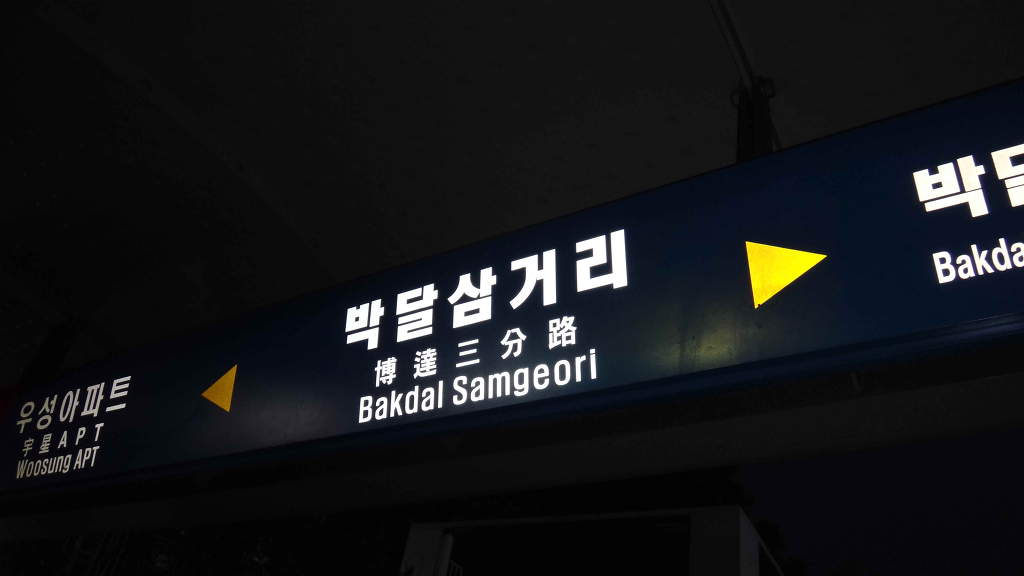 우성아파트
宇星APT
Woosung APT
박달삼거리
博達三分路
Bakdal Samgeori
박달
Bakda